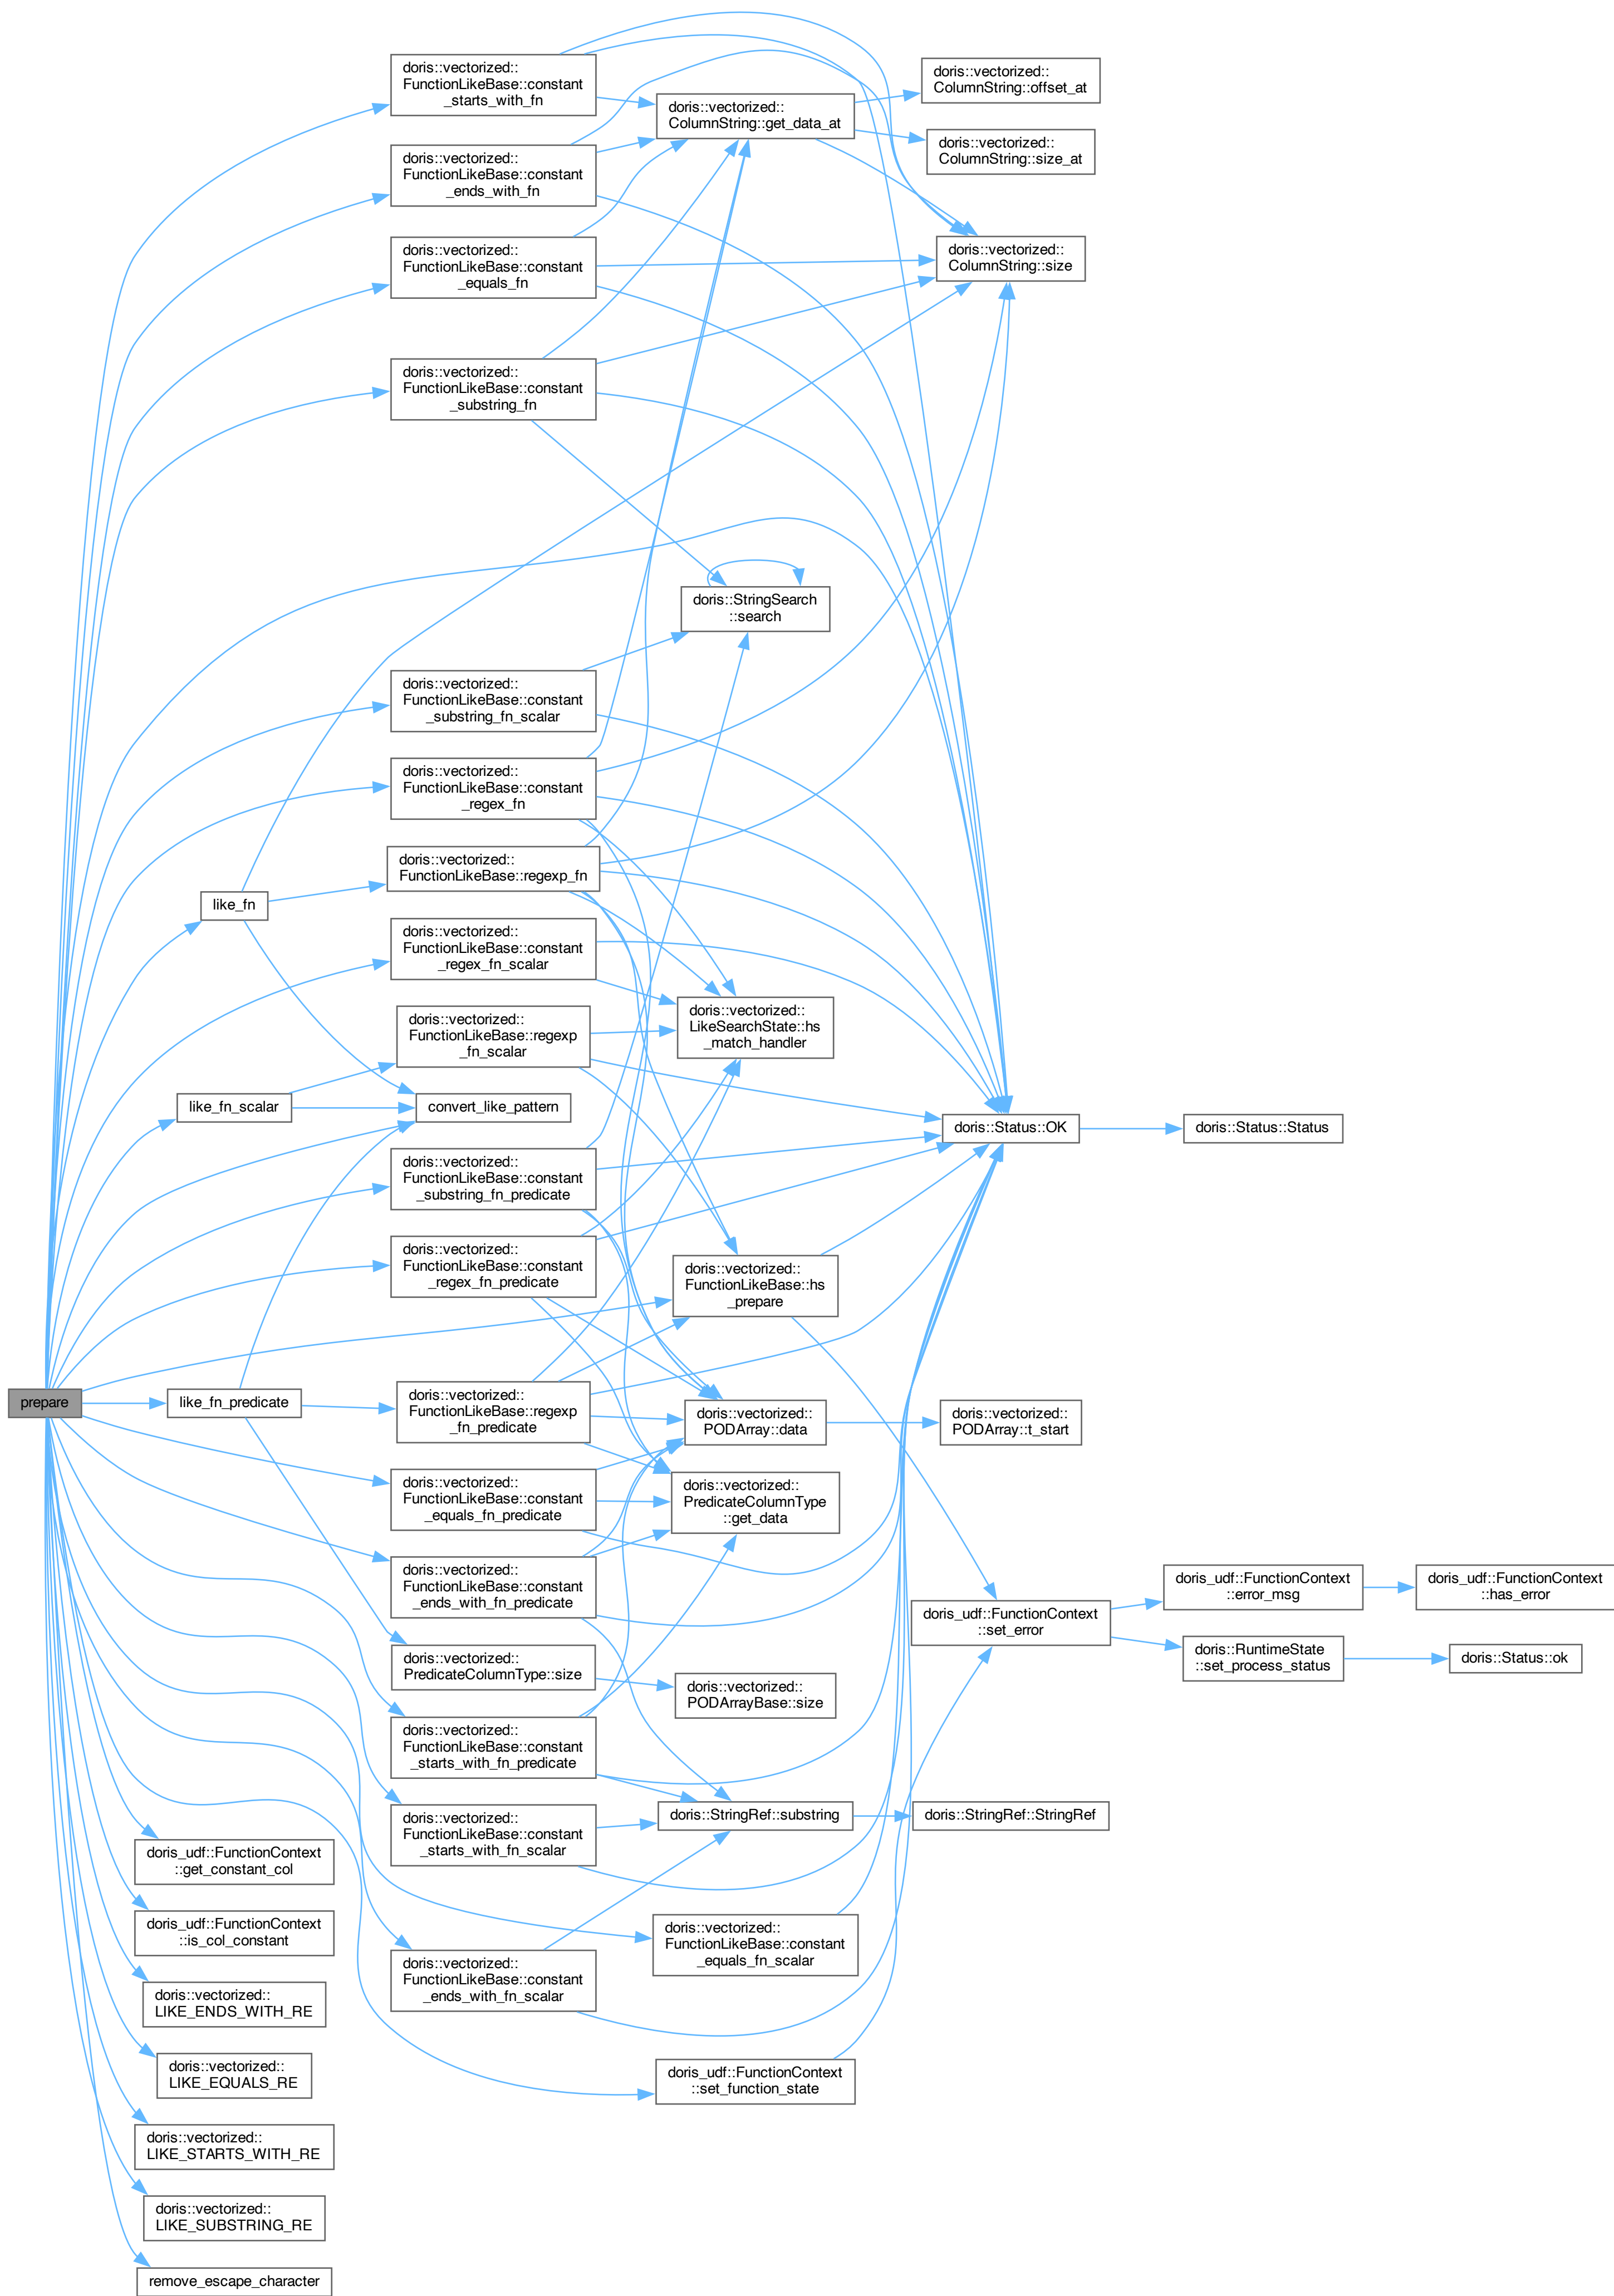 doris::vectorized::
FunctionLikeBase::constant
_starts_with_fn
doris::vectorized::
ColumnString::offset_at
doris::vectorized::
ColumnString::get_data_at
doris::vectorized::
ColumnString::size_at
doris::vectorized::
FunctionLikeBase::constant
_ends_with_fn
doris::vectorized::
FunctionLikeBase::constant
_equals_fn
doris::vectorized::
ColumnString::size
doris::vectorized::
FunctionLikeBase::constant
_substring_fn
doris::StringSearch
::search
doris::vectorized::
FunctionLikeBase::constant
_substring_fn_scalar
doris::vectorized::
FunctionLikeBase::constant
_regex_fn
doris::vectorized::
FunctionLikeBase::regexp_fn
like_fn
doris::vectorized::
FunctionLikeBase::constant
_regex_fn_scalar
doris::vectorized::
LikeSearchState::hs
_match_handler
doris::vectorized::
FunctionLikeBase::regexp
_fn_scalar
like_fn_scalar
convert_like_pattern
doris::Status::OK
doris::Status::Status
doris::vectorized::
FunctionLikeBase::constant
_substring_fn_predicate
doris::vectorized::
FunctionLikeBase::constant
_regex_fn_predicate
doris::vectorized::
FunctionLikeBase::hs
_prepare
prepare
like_fn_predicate
doris::vectorized::
FunctionLikeBase::regexp
_fn_predicate
doris::vectorized::
PODArray::data
doris::vectorized::
PODArray::t_start
doris::vectorized::
FunctionLikeBase::constant
_equals_fn_predicate
doris::vectorized::
PredicateColumnType
::get_data
doris::vectorized::
FunctionLikeBase::constant
_ends_with_fn_predicate
doris_udf::FunctionContext
::set_error
doris_udf::FunctionContext
::error_msg
doris_udf::FunctionContext
::has_error
doris::RuntimeState
::set_process_status
doris::Status::ok
doris::vectorized::
PredicateColumnType::size
doris::vectorized::
PODArrayBase::size
doris::vectorized::
FunctionLikeBase::constant
_starts_with_fn_predicate
doris::vectorized::
FunctionLikeBase::constant
_starts_with_fn_scalar
doris::StringRef::substring
doris::StringRef::StringRef
doris_udf::FunctionContext
::get_constant_col
doris_udf::FunctionContext
::is_col_constant
doris::vectorized::
FunctionLikeBase::constant
_equals_fn_scalar
doris::vectorized::
FunctionLikeBase::constant
_ends_with_fn_scalar
doris::vectorized::
LIKE_ENDS_WITH_RE
doris::vectorized::
LIKE_EQUALS_RE
doris_udf::FunctionContext
::set_function_state
doris::vectorized::
LIKE_STARTS_WITH_RE
doris::vectorized::
LIKE_SUBSTRING_RE
remove_escape_character